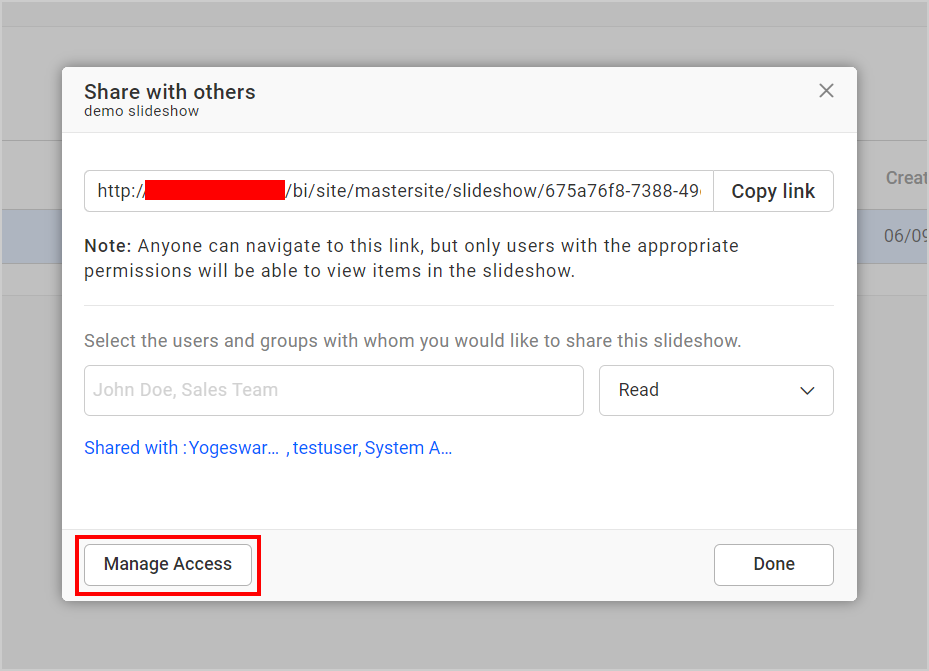 Share with others
demo slideshow
http://
/bi/site/mastersite/slideshow/675a76f8-7388-49
Copy link
Note: Anyone can navigate to this link, but only users with the appropriate
permissions will be able to view items in the slideshow.
Select the users and groups with whom you would like to share this slideshow.
John Doe, Sales Team
Read
Shared with : Yogeswar... , testuser, System A...
Manage Access
Done
Creat
06/09